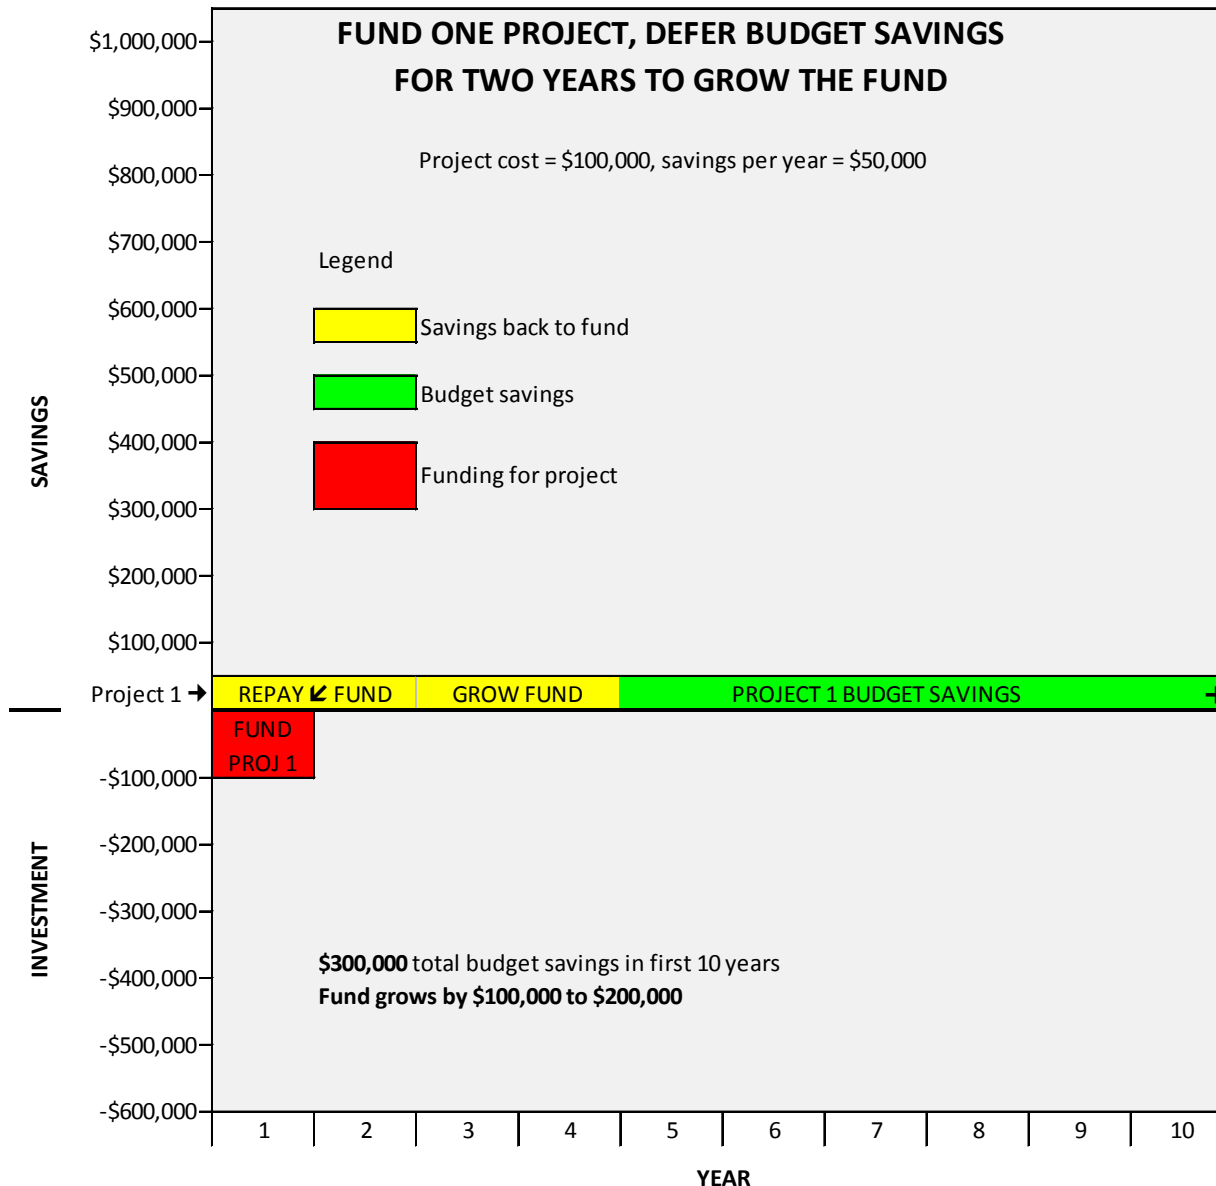 FUND ONE PROJECT, DEFER BUDGET SAVINGS
FOR TWO YEARS TO GROW THE FUND
Project cost = $100,000, savings per year = $50,000
Legend
Savings back to fund
Budget savings
Funding for project
SAVINGS
INVESTMENT
$1,000,000
$900,000
$800,000
$700,000
$600,000
$500,000
$400,000
$300,000
$200,000
$100,000
Project 1 →
REPAY ↙ FUND
GROW FUND
PROJECT 1 BUDGET SAVINGS
FUND
PROJ 1
-$100,000
-$200,000
-$300,000
-$400,000
-$500,000
-$600,000
$300,000 total budget savings in first 10 years
Fund grows by $100,000 to $200,000
1 2 3 4 5 6 7 8 9 10
YEAR